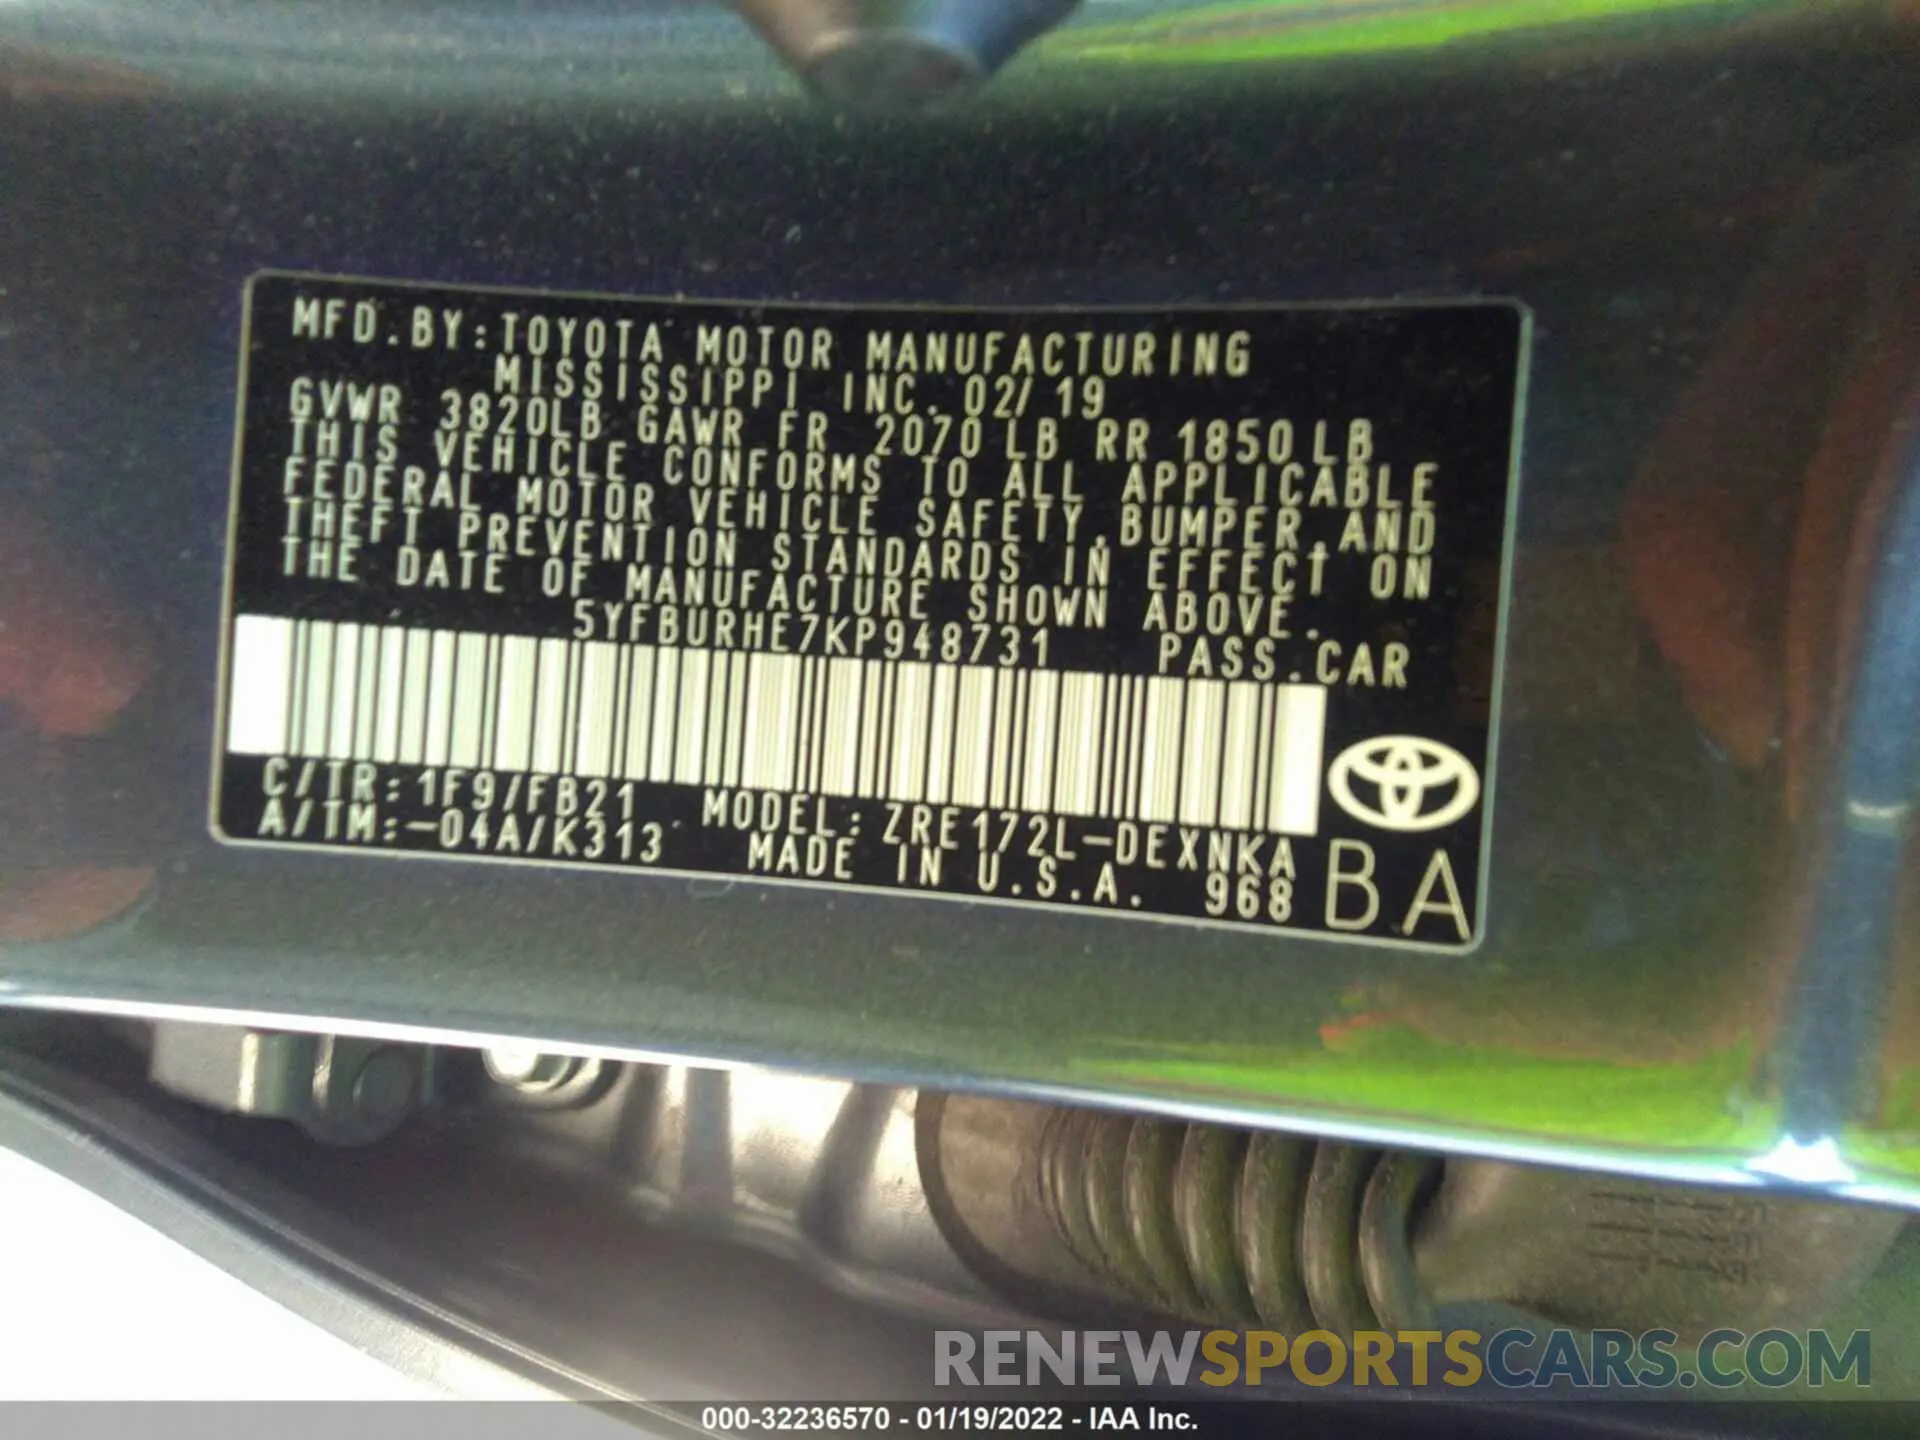 MFD.BY:TOYOTA MOTOR MANUFACTURING
MISSISSIPPI INC. 02/19
GVWR 3820LB GAWR FR 2070LB RR 1850LB
THIS VEHICLE CONFORMS TO ALL APPLICABLE
FEDERAL MOTOR VEHICLE SAFETY,BUMPER,AND
THEFT PREVENTION STANDARDS IN EFFECT ON
THE DATE OF MANUFACTURE SHOWN ABOVE.
5YFBURHE7KP948731 PASS.CAR
C/TR:1F9/FB21 MODEL:ZRE172L-DEXNKA
A/TM:-04A/K313 MADE IN U.S.A. 968
BA
RENEWSPORTSCARS.COM
000-32236570 - 01/19/2022 - IAA Inc.